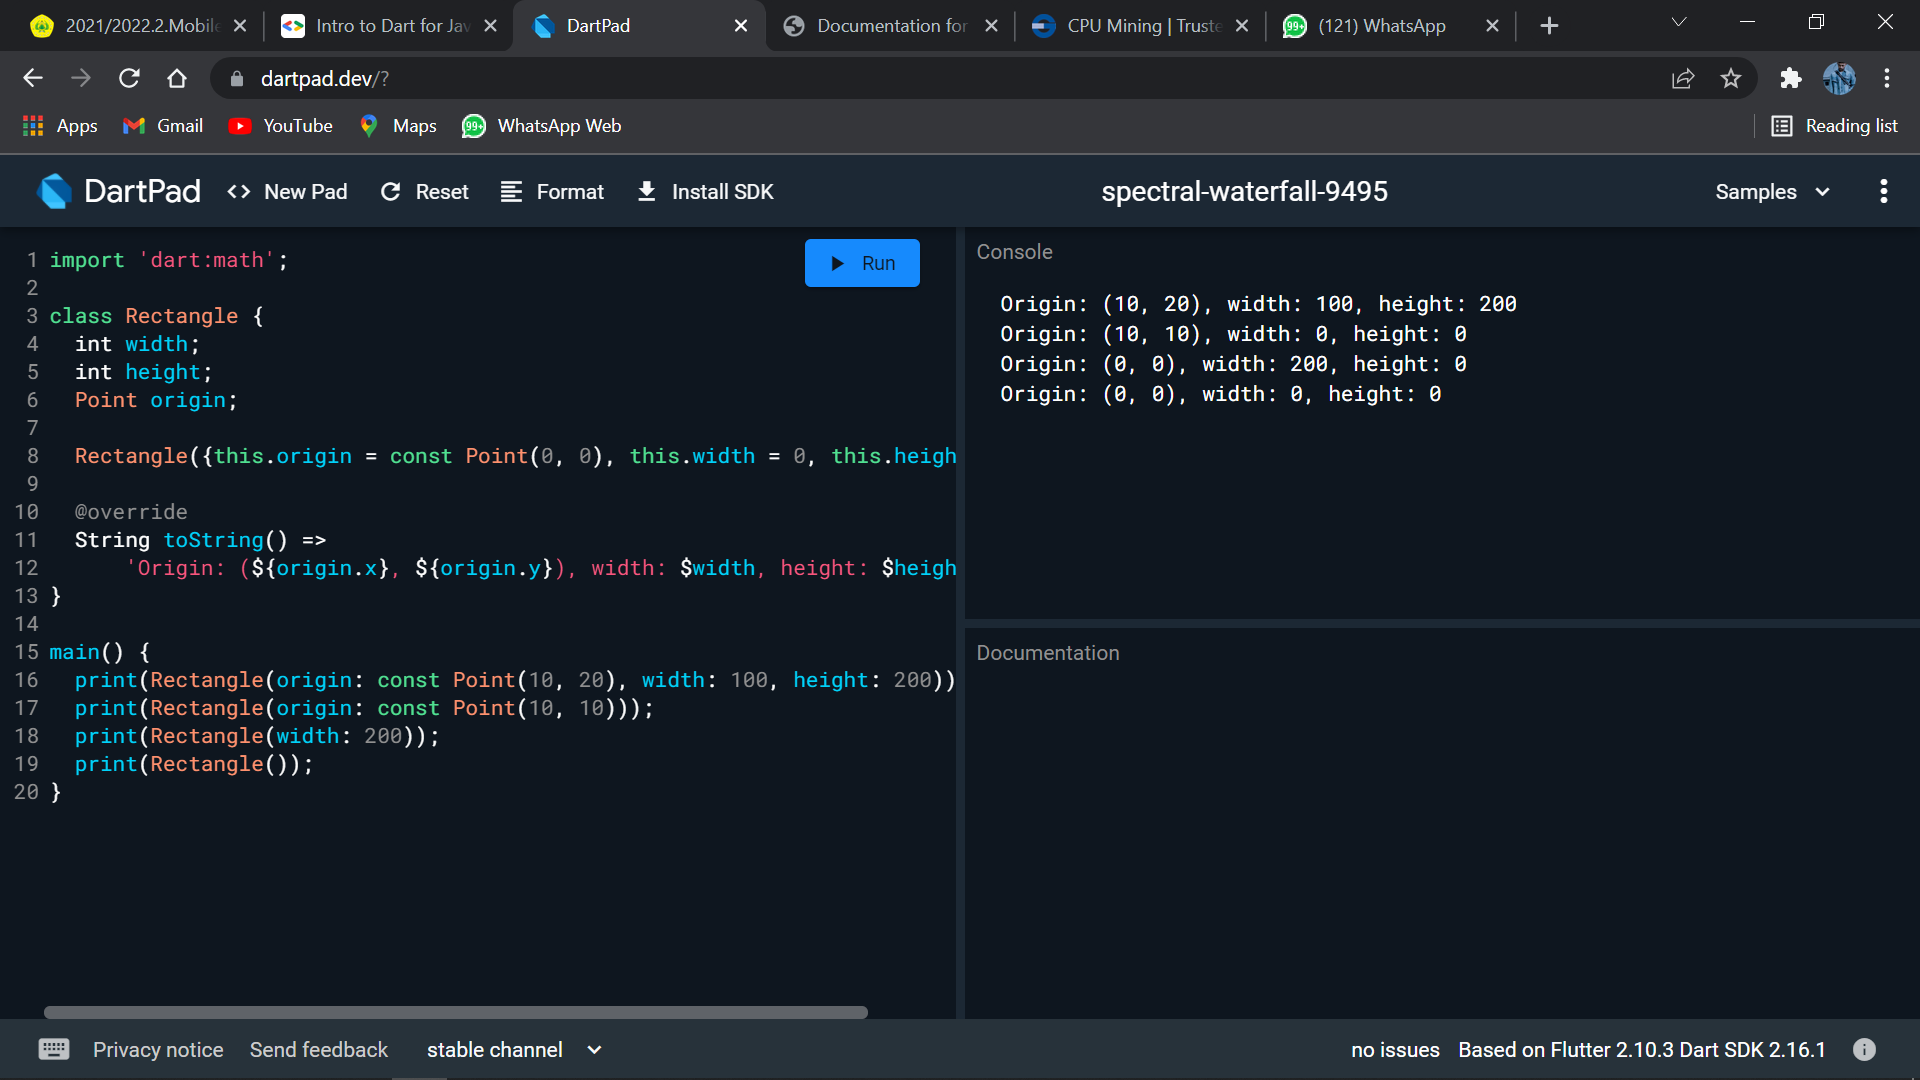 2021/2022.2.Mobile
Intro to Dart for Jav
DartPad
Documentation for
CPU Mining | Truste
99+ (121) WhatsApp
dartpad.dev/?
Apps
Gmail
YouTube
Maps
99+ WhatsApp Web
Reading list
DartPad
<> New Pad
Reset
Format
Install SDK
spectral-waterfall-9495
Samples
1 import 'dart:math';
2
3 class Rectangle {
4 int width;
5 int height;
6 Point origin;
7
8 Rectangle({this.origin = const Point(0, 0), this.width = 0, this.heigh
9
10 @override
11 String toString() =>
12 'Origin: (${origin.x}, ${origin.y}), width: $width, height: $heigh
13 }
14
15 main() {
16 print(Rectangle(origin: const Point(10, 20), width: 100, height: 200))
17 print(Rectangle(origin: const Point(10, 10)));
18 print(Rectangle(width: 200));
19 print(Rectangle());
20 }
Run
Console
Origin: (10, 20), width: 100, height: 200
Origin: (10, 10), width: 0, height: 0
Origin: (0, 0), width: 200, height: 0
Origin: (0, 0), width: 0, height: 0
Documentation
Privacy notice
Send feedback
stable channel
no issues
Based on Flutter 2.10.3 Dart SDK 2.16.1